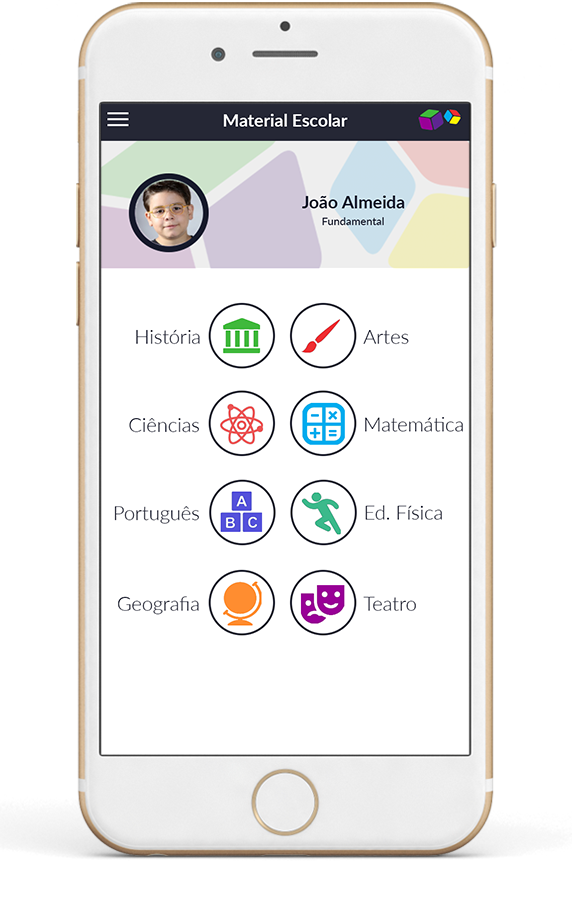 Material Escolar
João Almeida
Fundamental
História
Artes
Ciências
Matemática
Português
A
B C
Ed. Física
Geografia
Teatro